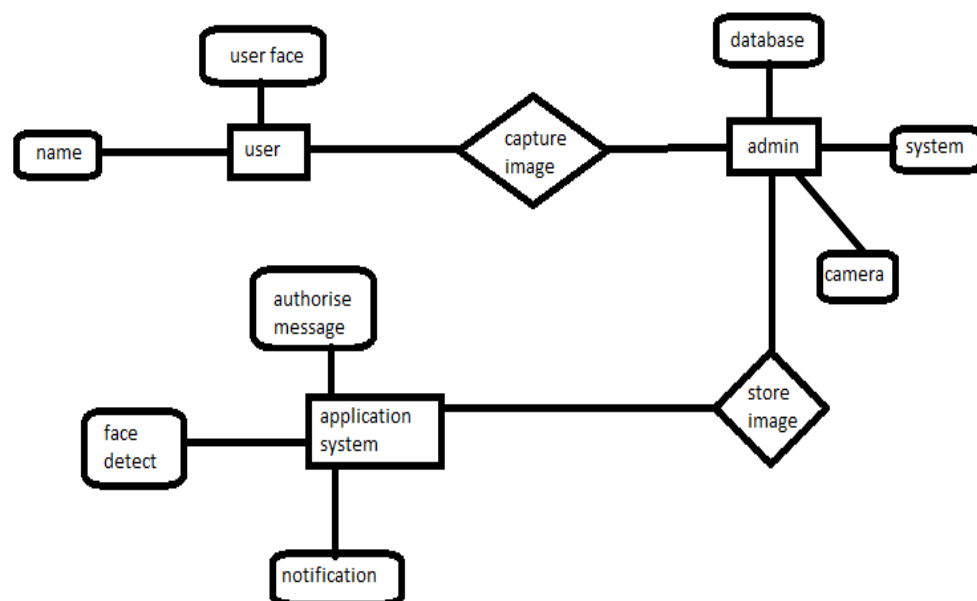 user face
database
name
user
capture
image
admin
system
camera
authorise
message
store
image
application
system
face
detect
notification